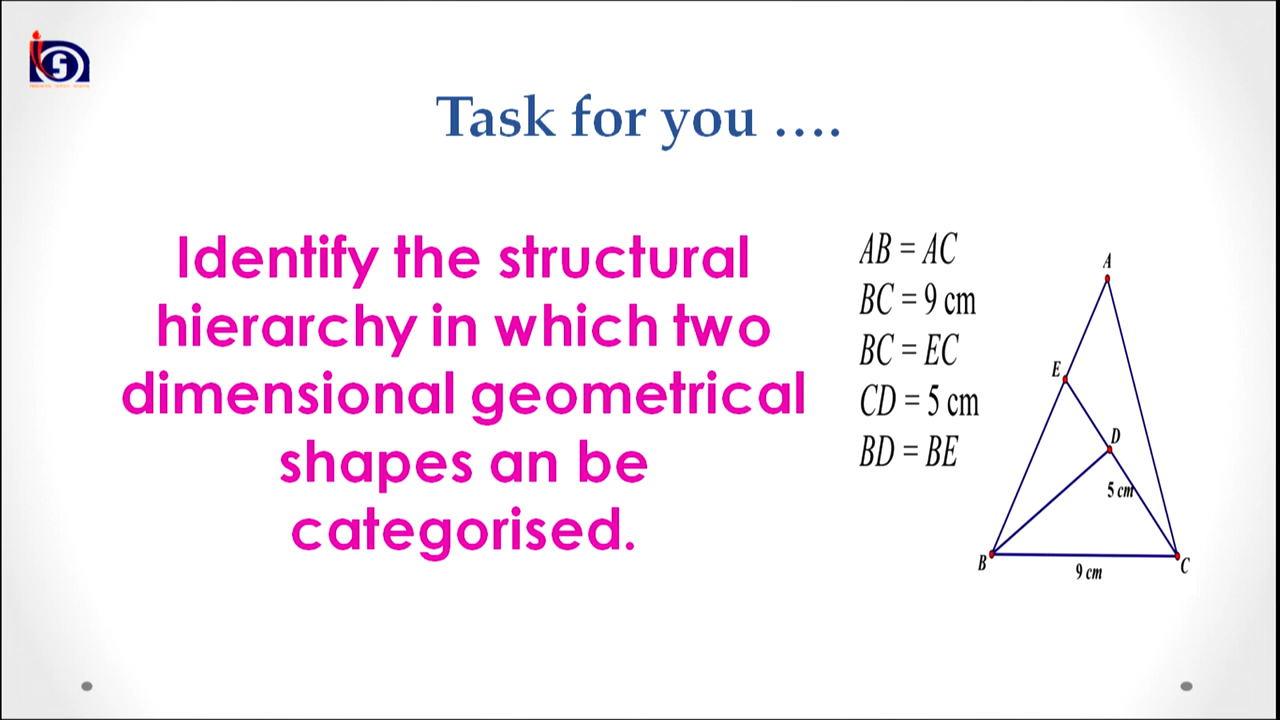 Task for you ….
Identify the structural
hierarchy in which two
dimensional geometrical
shapes an be
categorised.
AB = AC
BC = 9 cm
BC = EC
CD = 5 cm
BD = BE
A
E
D
5 cm
B
C
9 cm